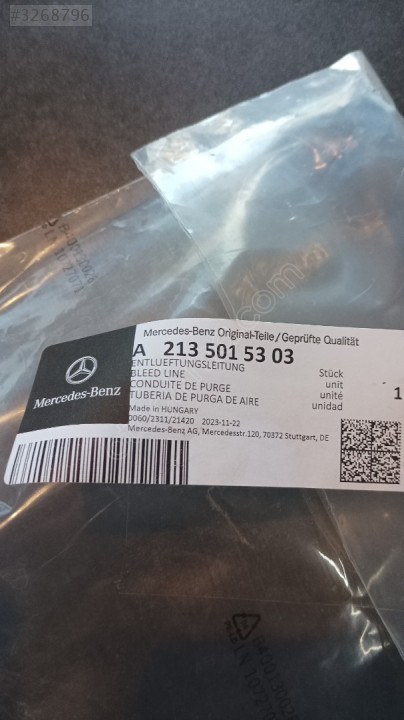 #3268796
Mercedes-Benz Original-Teile/Geprüfte Qualität
A 213 501 53 03
ENTLUEFTUNGSLEITUNG
BLEED LINE
CONDUITE DE PURGE
TUBERIA DE PURGA DE AIRE
Stück
unit
unité
unidad
1
Made in HUNGARY
0060/2311/21420 2023-11-22
Mercedes-Benz AG, Mercedesstr.120, 70372 Stuttgart, DE
Mercedes-Benz